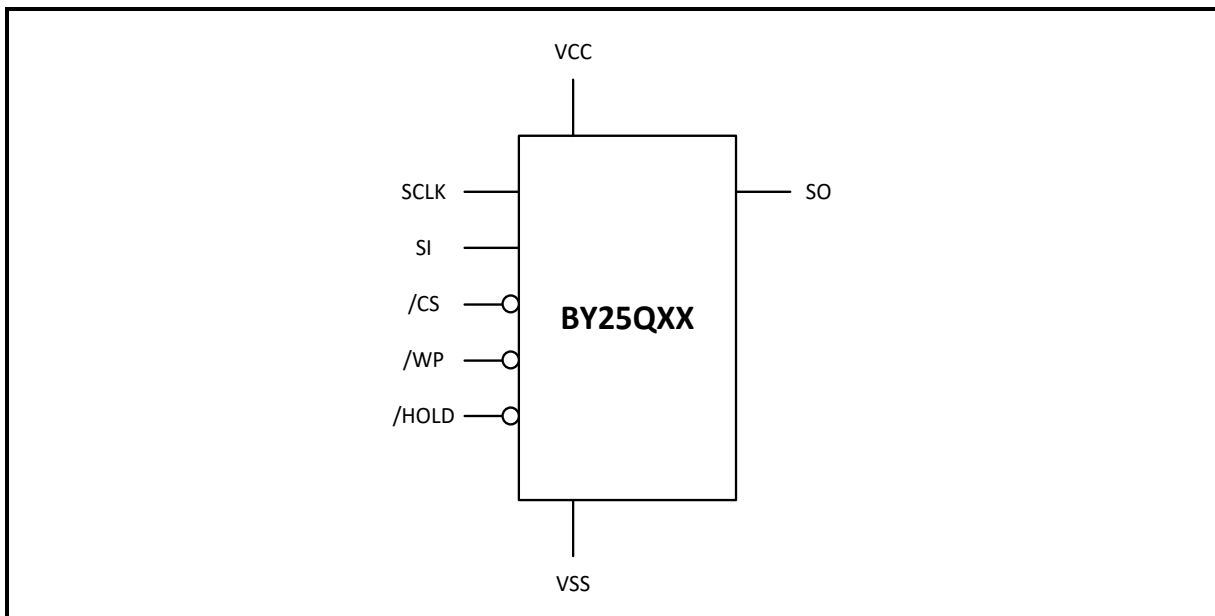 VCC
SCLK
SO
SI
/CS
BY25QXX
/WP
/HOLD
VSS